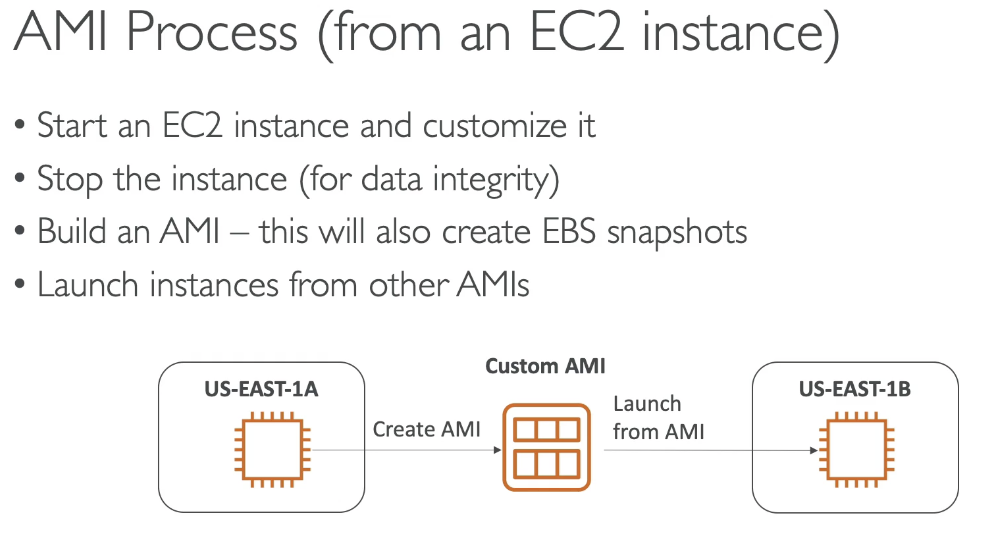 AMI Process (from an EC2 instance)
• Start an EC2 instance and customize it
• Stop the instance (for data integrity)
• Build an AMI – this will also create EBS snapshots
• Launch instances from other AMIs
US-EAST-1A
Create AMI
Custom AMI
Launch
from AMI
US-EAST-1B